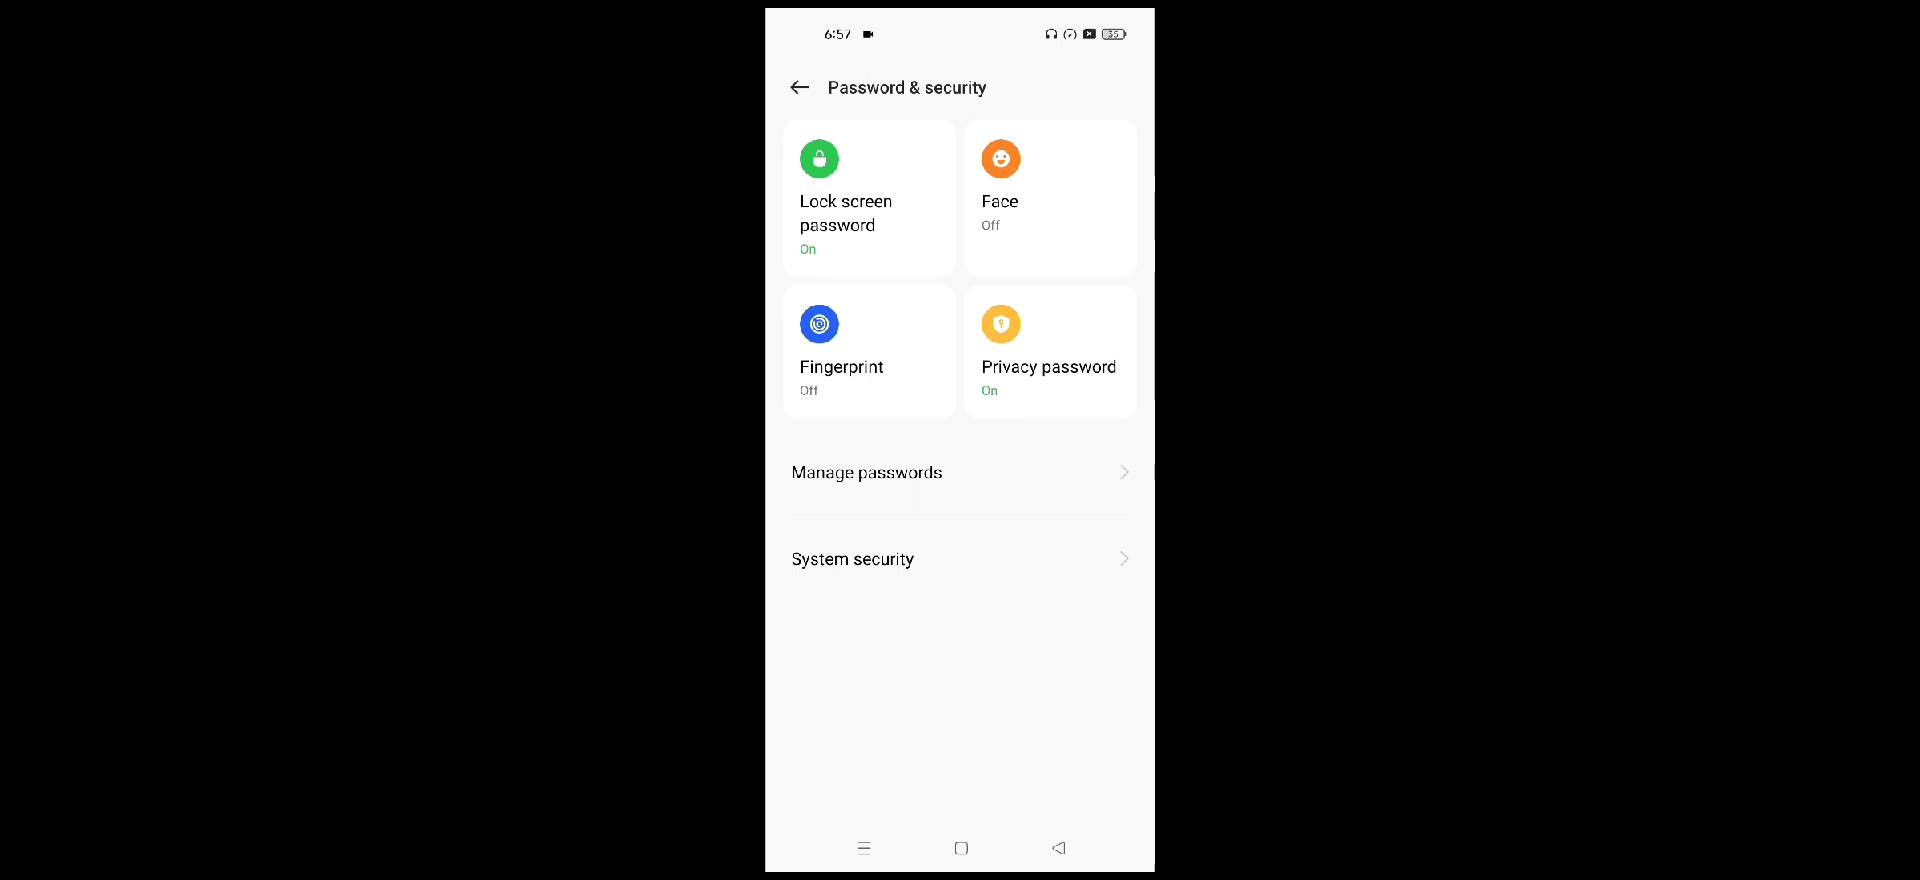 6:57
35
Password & security
Lock screen
password
On
Face
Off
Fingerprint
Off
Privacy password
On
Manage passwords
System security